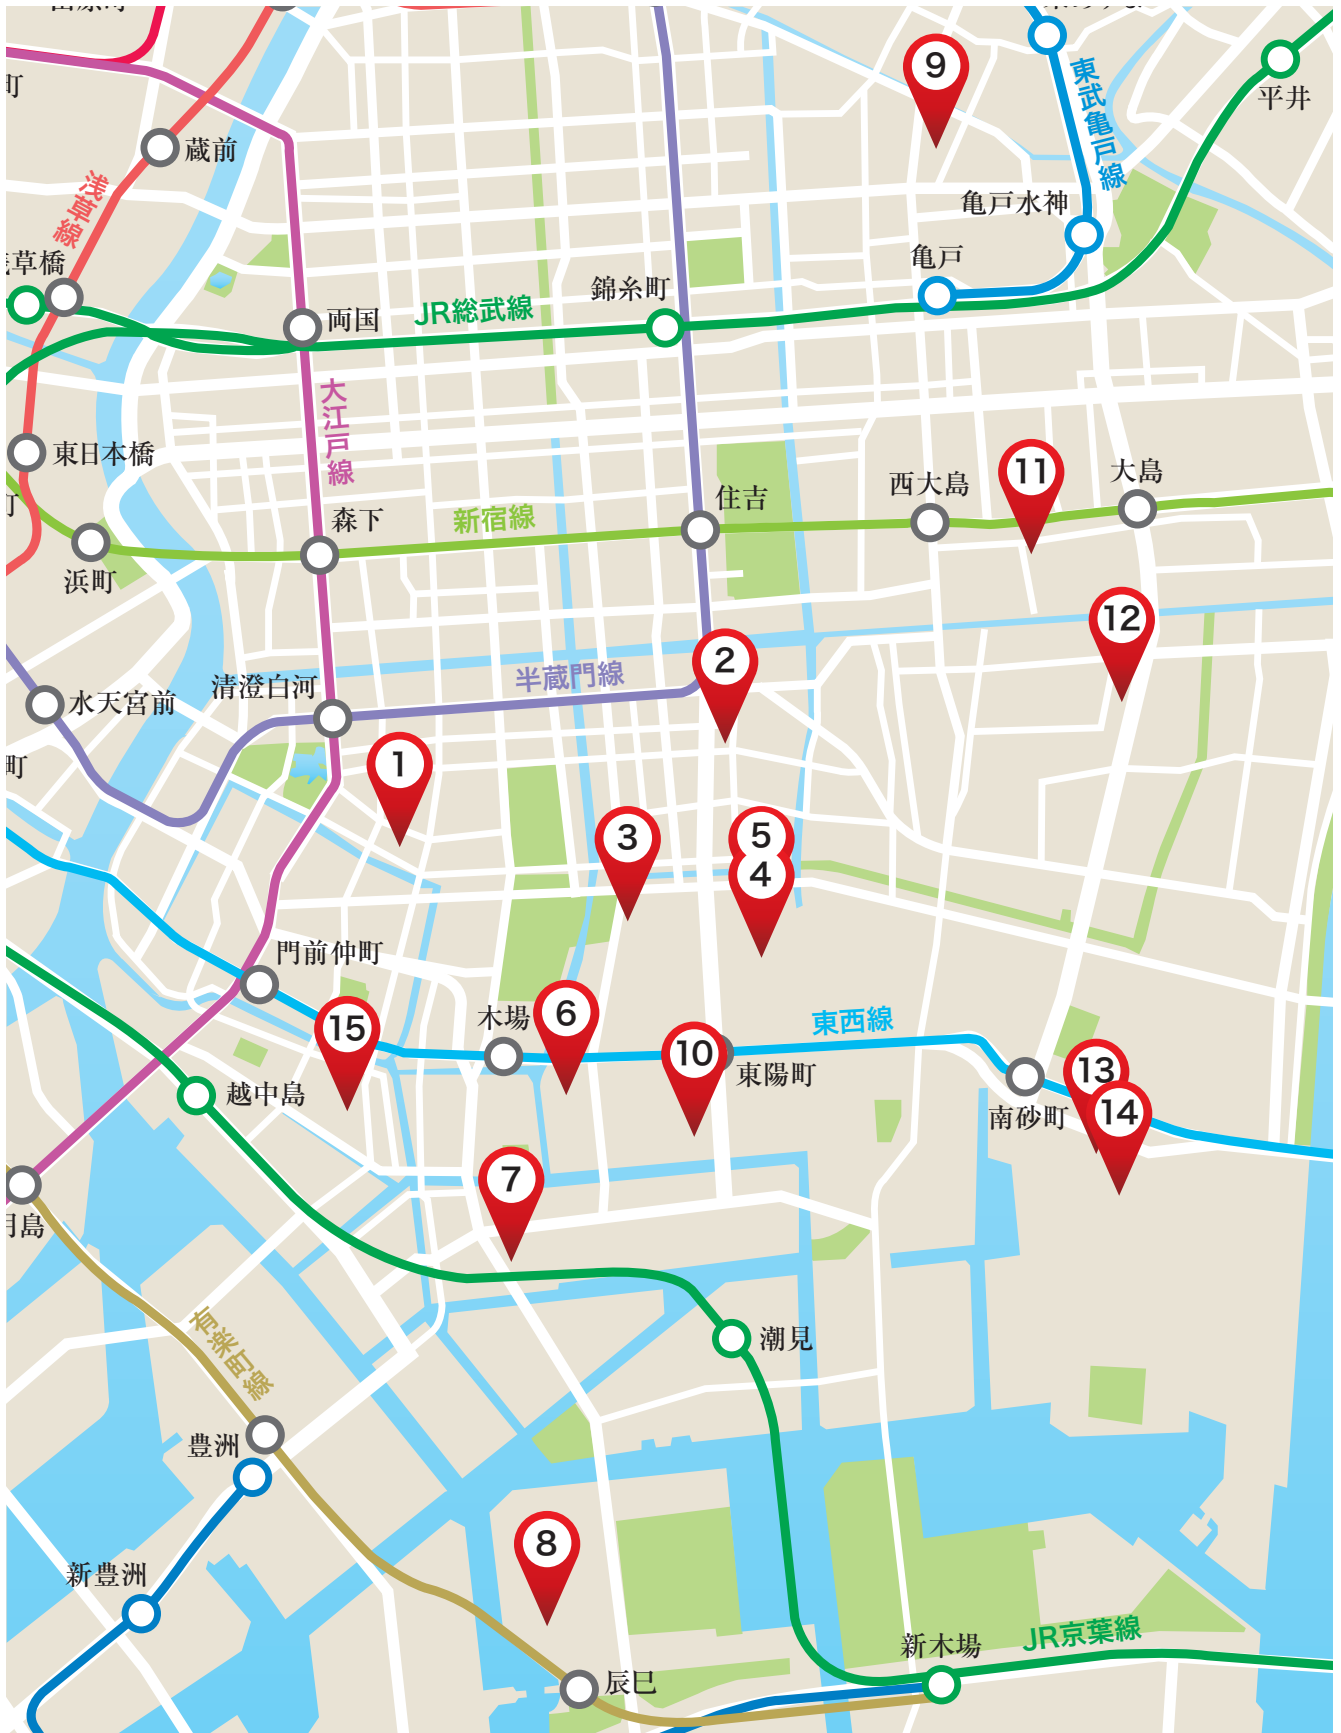 町
9
東武亀戸線
平井
蔵前
浅草線
亀戸水神
草橋
亀戸
錦糸町
JR総武線
両国
大江戸線
東日本橋
11
大島
西大島
住吉
森下
新宿線
浜町
12
2
半蔵門線
清澄白河
水天宮前
町
1
3
5
4
門前仲町
15
木場
6
東西線
10
東陽町
13
南砂町
14
越中島
7
月島
有楽町線
潮見
豊洲
8
新豊洲
JR京葉線
新木場
辰巳